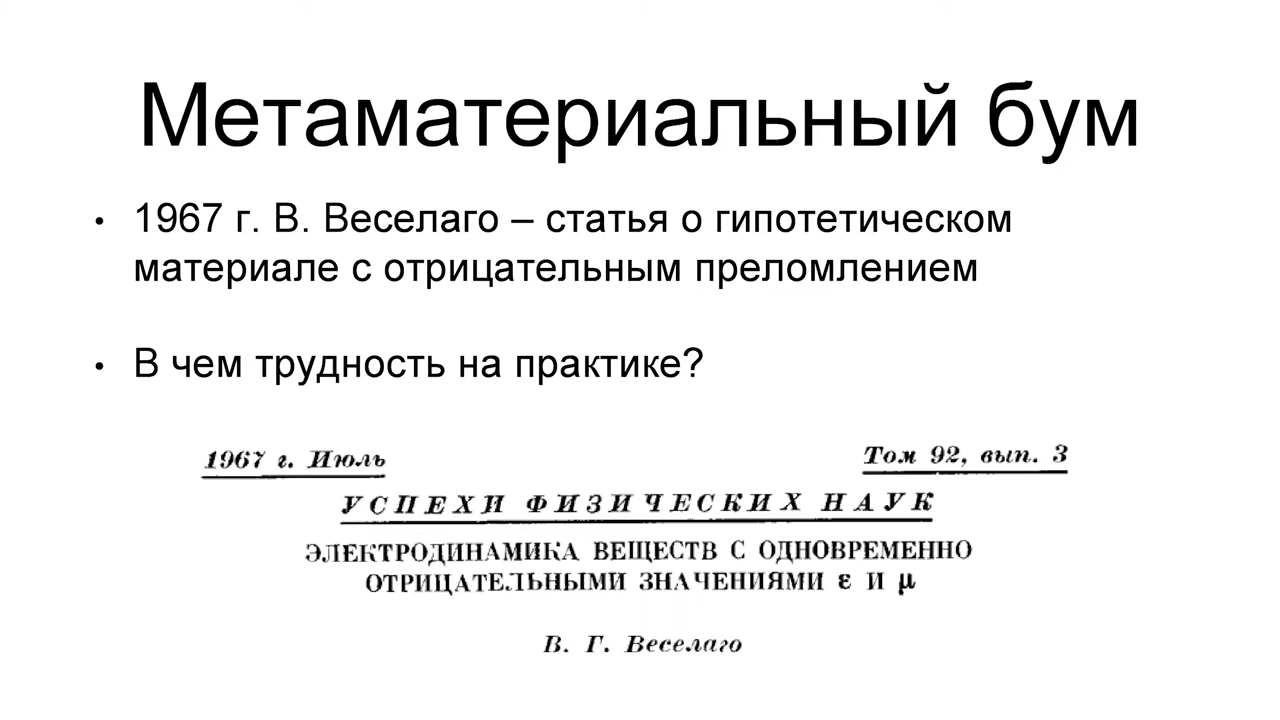 Метаматериальный бум
• 1967 г. В. Веселаго – статья о гипотетическом
материале с отрицательным преломлением
• В чем трудность на практике?
1967 г. Июль
Том 92, вып. 3
УСПЕХИ ФИЗИЧЕСКИХ НАУК
ЭЛЕКТРОДИНАМИКА ВЕЩЕСТВ С ОДНОВРЕМЕННО
ОТРИЦАТЕЛЬНЫМИ ЗНАЧЕНИЯМИ ε И μ
В. Г. Веселаго